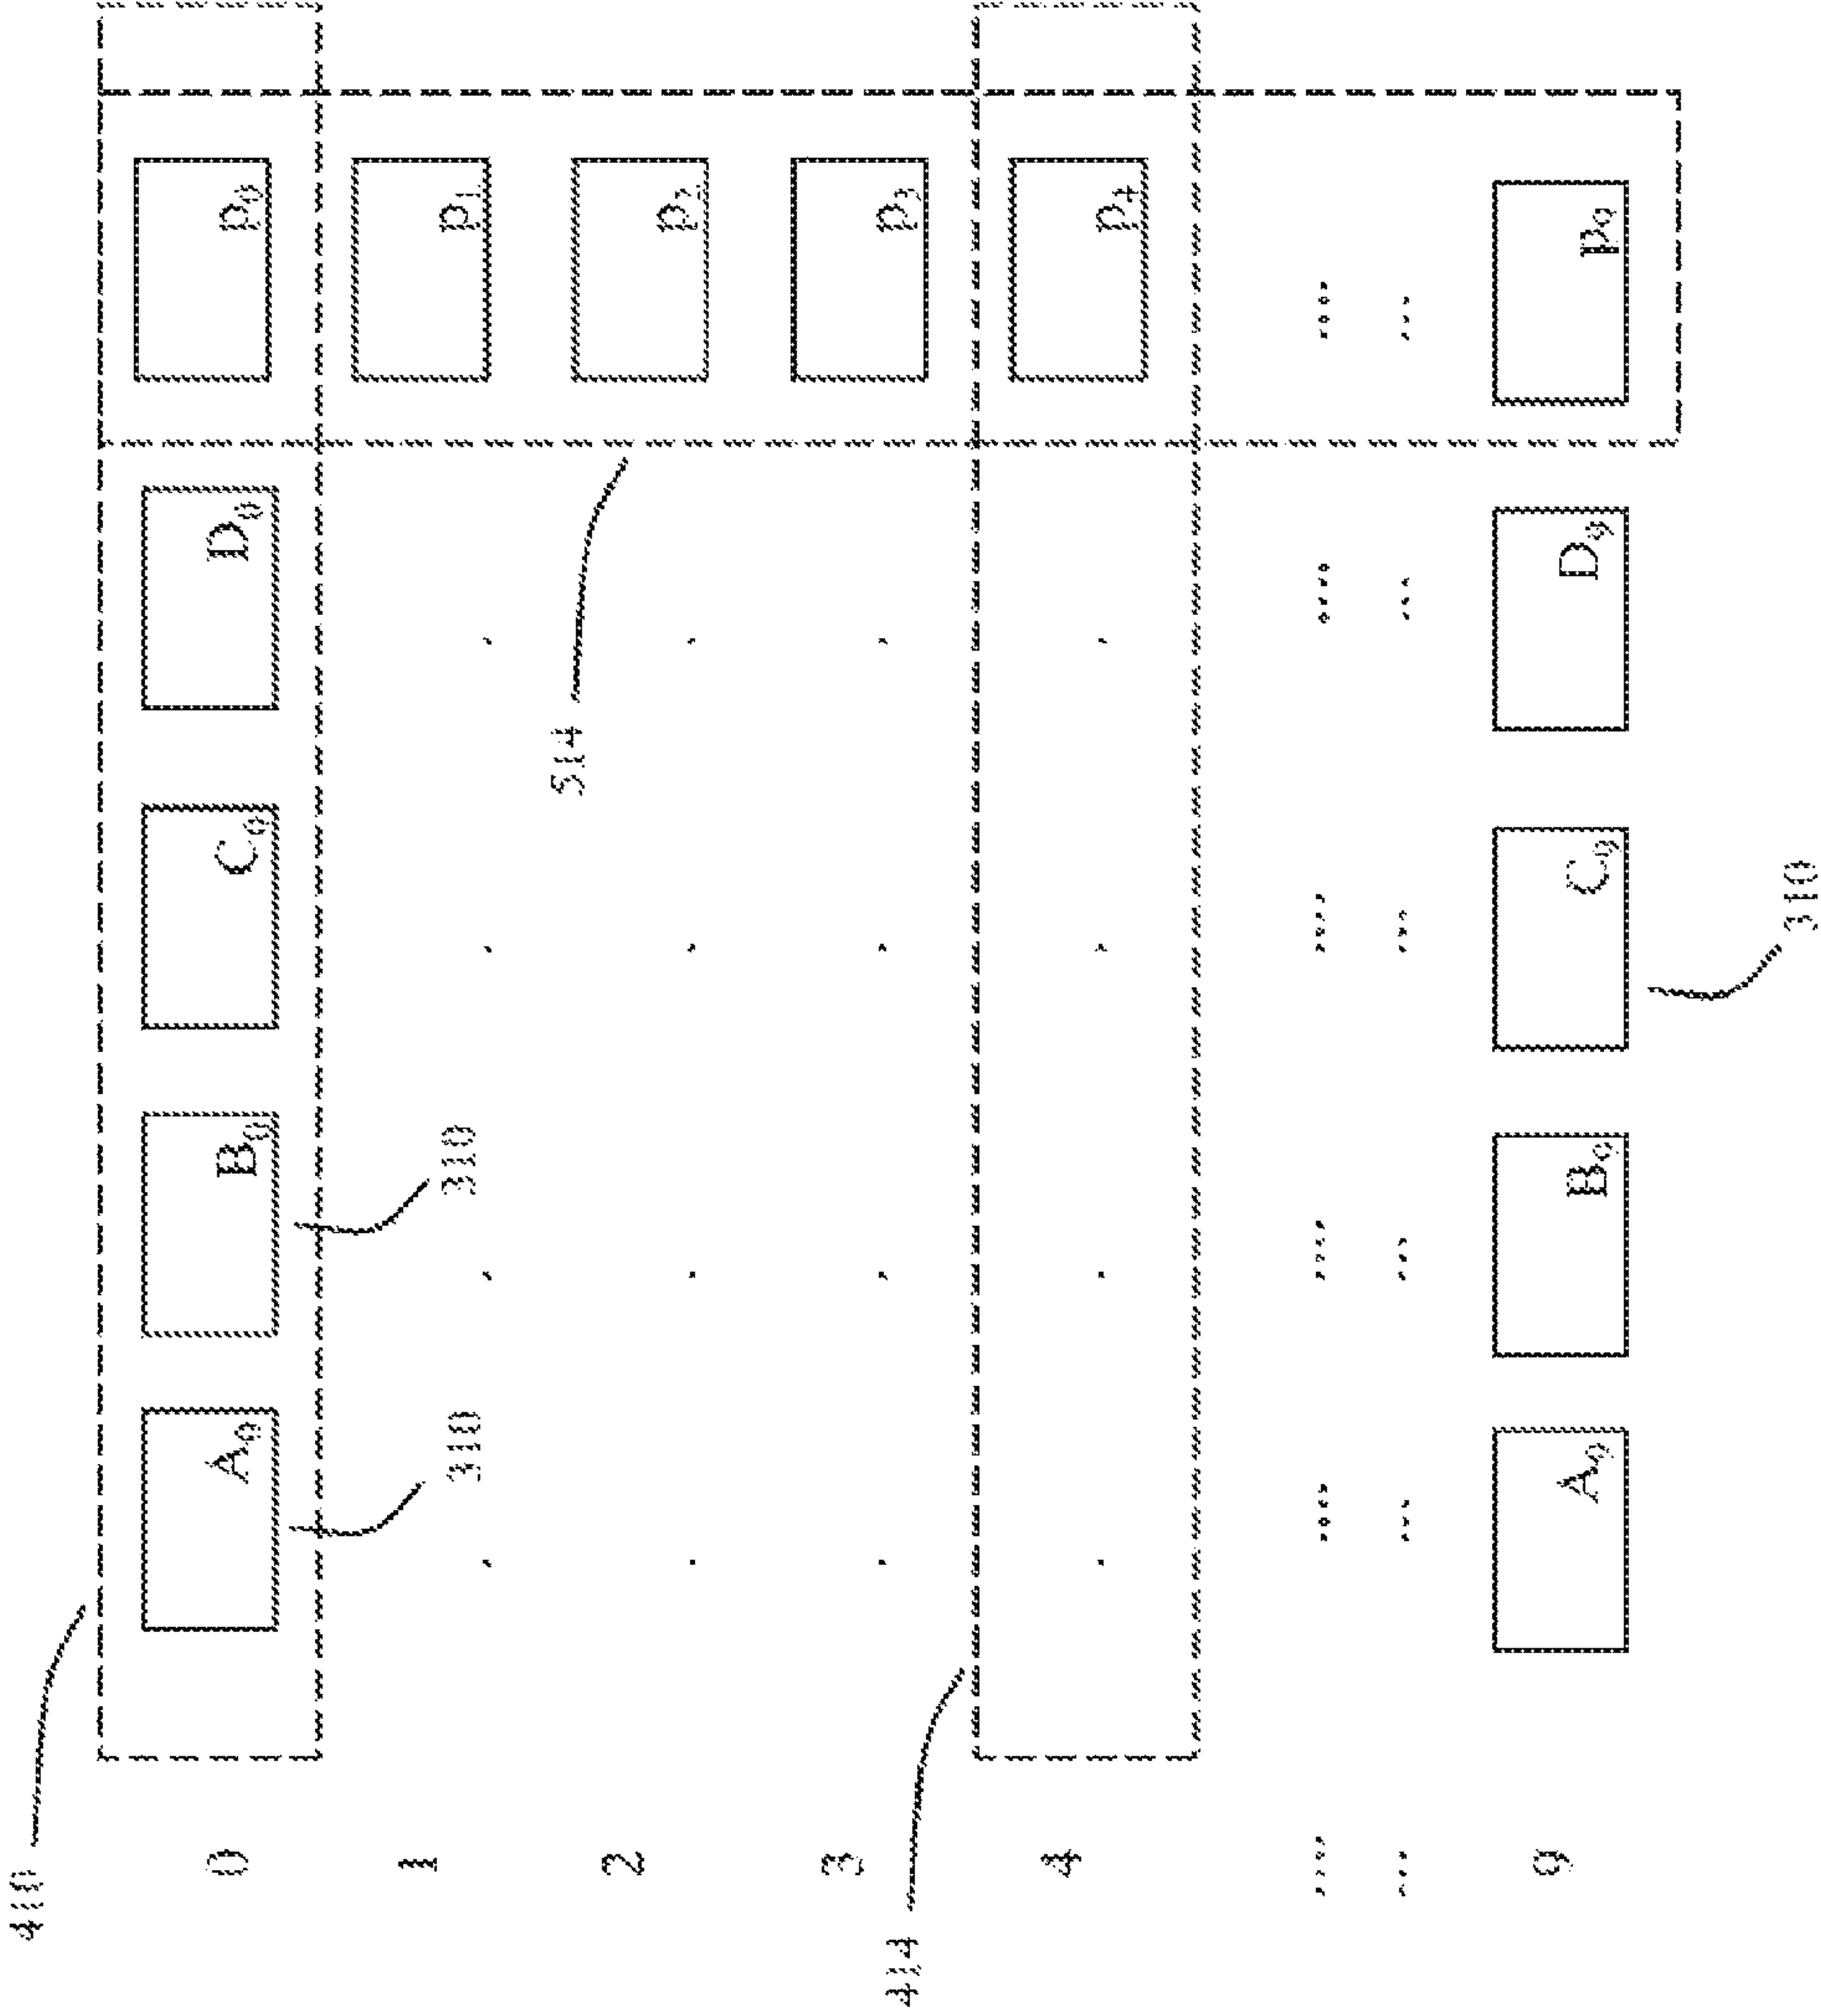 410
0 A₀ B₀ C₀ D₀ p₀
1 p₁
310 310
514
2 p₂
3 p₃
414
4 p₄
9 A₉ B₉ C₉ D₉ p₉
310